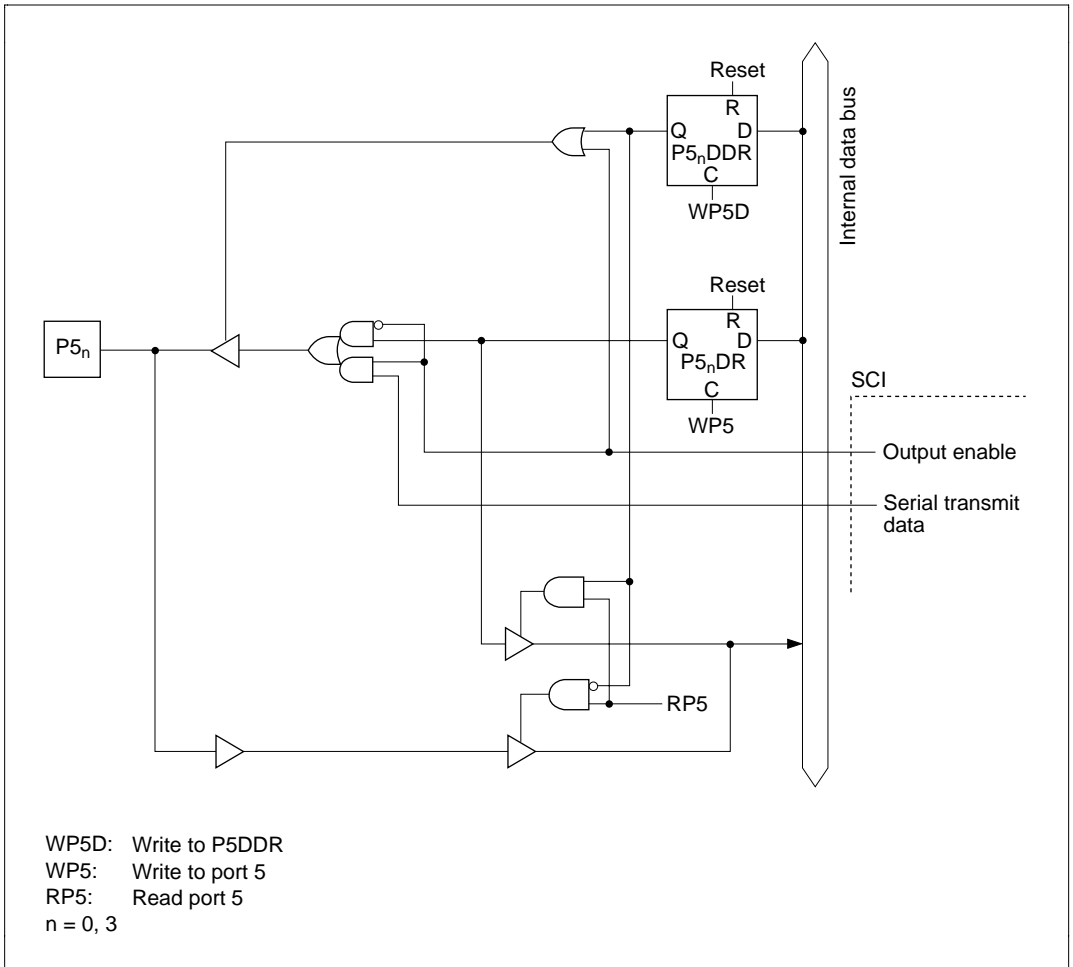 Reset
R
Q D
P5nDDR
C
WP5D
Internal data bus
Reset
R
Q D
P5nDR
C
WP5
P5n
SCI
Output enable
Serial transmit
data
RP5
WP5D: Write to P5DDR
WP5: Write to port 5
RP5: Read port 5
n = 0, 3